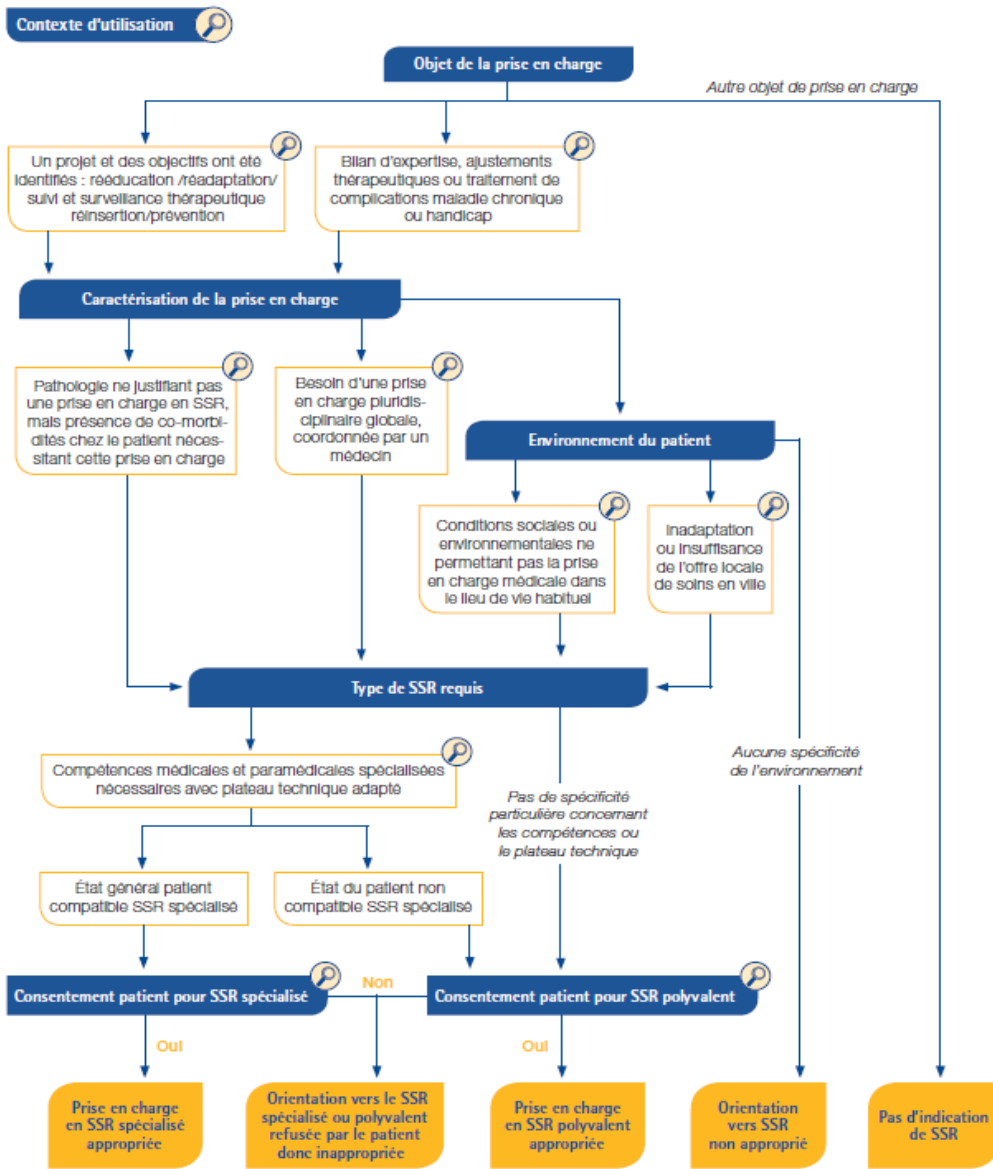 Contexte d'utilisation
Objet de la prise en charge
Autre objet de prise en charge
Un projet et des objectifs ont été
identifiés : rééducation /réadaptation/
suivi et surveillance thérapeutique
réinsertion/prévention
Bilan d'expertise, ajustements
thérapeutiques ou traitement de
complications maladie chronique
ou handicap
Caractérisation de la prise en charge
Pathologie ne justifiant pas
une prise en charge en SSR,
mais présence de co-morbi-
dités chez le patient néces-
sitant cette prise en charge
Besoin d'une prise
en charge pluridis-
ciplinaire globale,
coordonnée par un
médecin
Environnement du patient
Conditions sociales ou
environnementales ne
permettant pas la prise
en charge médicale dans
le lieu de vie habituel
Inadaptation
ou insuffisance
de l'offre locale
de soins en ville
Type de SSR requis
Compétences médicales et paramédicales spécialisées
nécessaires avec plateau technique adapté
Pas de spécificité
particulière concernant
les compétences ou
le plateau technique
Aucune spécificité
de l'environnement
État général patient
compatible SSR spécialisé
État du patient non
compatible SSR spécialisé
Consentement patient pour SSR spécialisé
Non
Consentement patient pour SSR polyvalent
Oui
Oui
Prise en charge
en SSR spécialisé
appropriée
Orientation vers le SSR
spécialisé ou polyvalent
refusée par le patient
donc inappropriée
Prise en charge
en SSR polyvalent
appropriée
Orientation
vers SSR
non approprié
Pas d'indication
de SSR